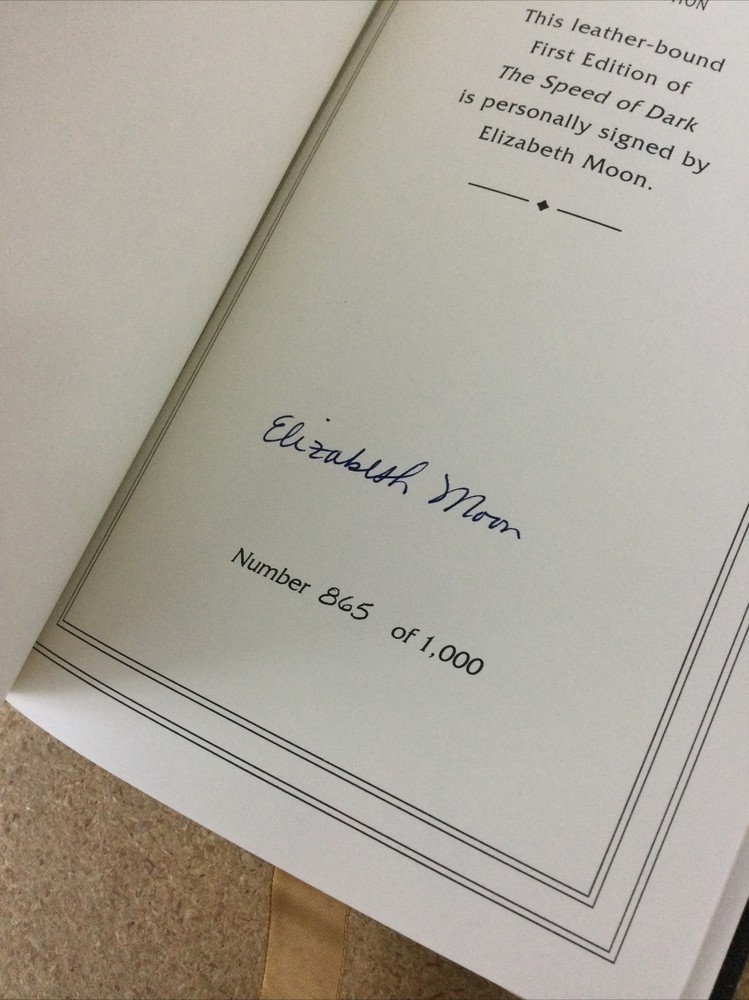 This leather-bound
First Edition of
The Speed of Dark
is personally signed by
Elizabeth Moon.
Elizabeth Moon
Number 865 of 1,000